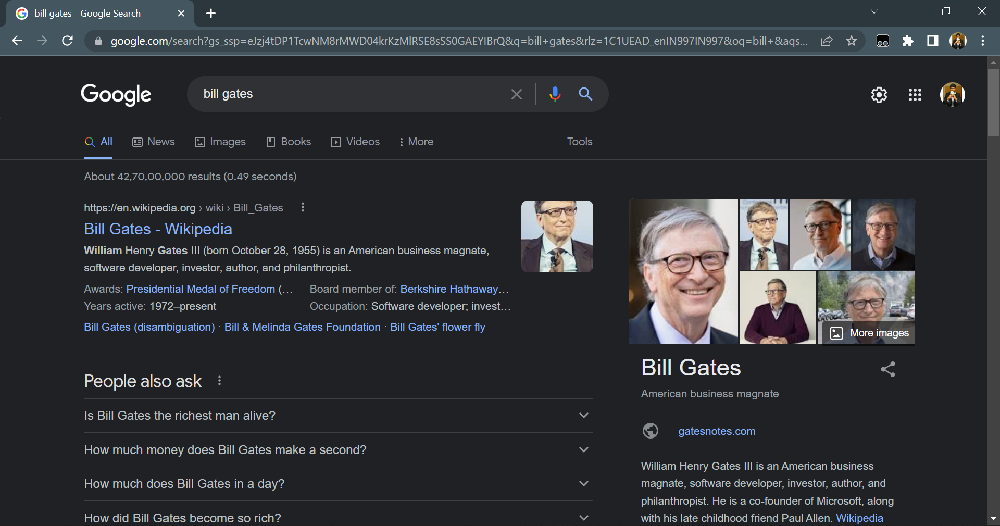 bill gates - Google Search
google.com/search?gs_ssp=eJzj4tDP1TcwNM8rMWD04krKzMlRSE8sSS0GAEYIBrQ&q=bill+gates&rlz=1C1UEAD_enIN997IN997&oq=bill+&aqs...
Google
bill gates
All News Images Books Videos More Tools
About 42,70,00,000 results (0.49 seconds)
https://en.wikipedia.org › wiki › Bill_Gates
Bill Gates - Wikipedia
William Henry Gates III (born October 28, 1955) is an American business magnate,
software developer, investor, author, and philanthropist.
Awards: Presidential Medal of Freedom (... Board member of: Berkshire Hathaway...
Years active: 1972–present Occupation: Software developer; invest...
Bill Gates (disambiguation) · Bill & Melinda Gates Foundation · Bill Gates' flower fly
People also ask
Is Bill Gates the richest man alive?
How much money does Bill Gates make a second?
How much does Bill Gates in a day?
How did Bill Gates become so rich?
More images
Bill Gates
American business magnate
gatesnotes.com
William Henry Gates III is an American business
magnate, software developer, investor, author, and
philanthropist. He is a co-founder of Microsoft, along
with his late childhood friend Paul Allen. Wikipedia